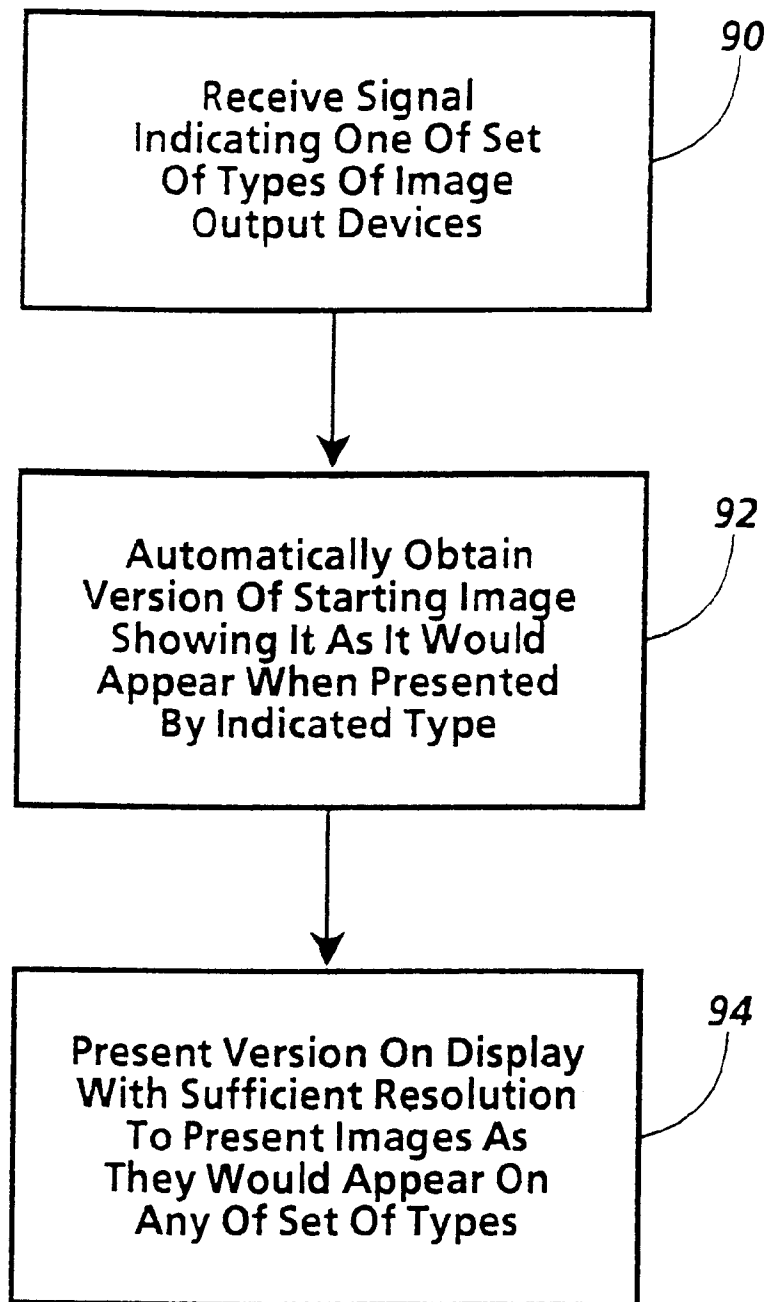 90
Receive Signal
Indicating One Of Set
Of Types Of Image
Output Devices
92
Automatically Obtain
Version Of Starting Image
Showing It As It Would
Appear When Presented
By Indicated Type
94
Present Version On Display
With Sufficient Resolution
To Present Images As
They Would Appear On
Any Of Set Of Types